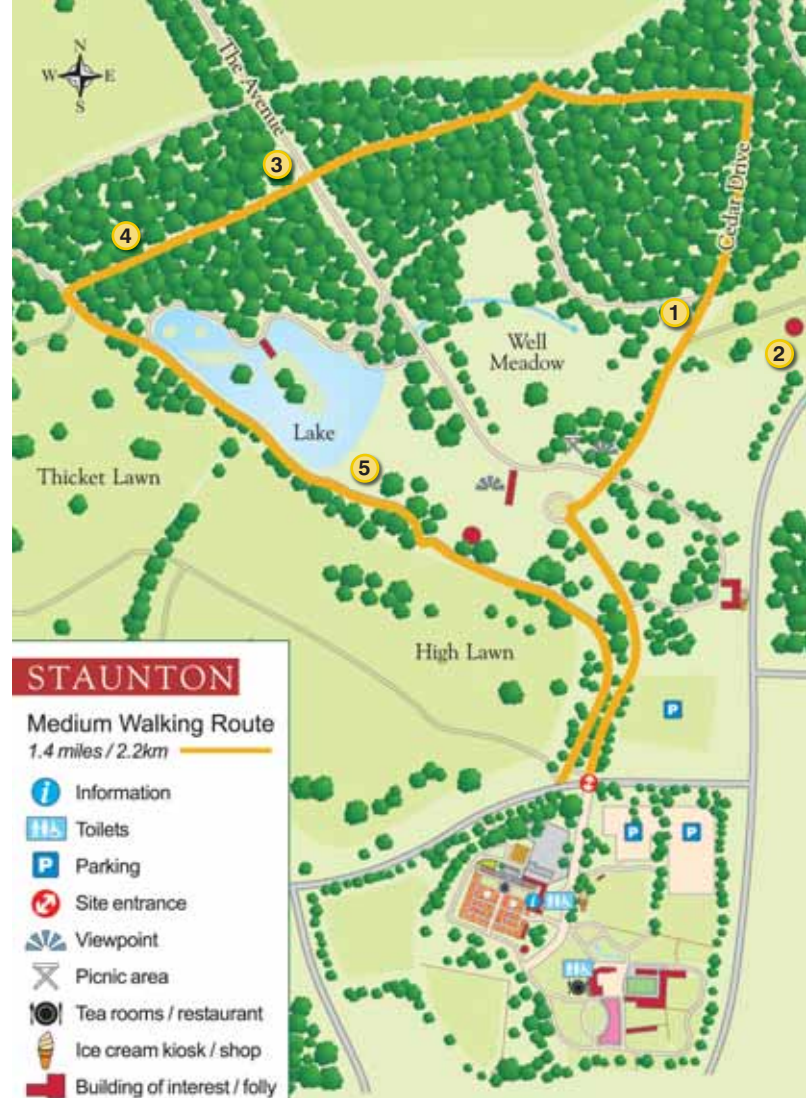 N
W E
S
The Avenue
3
4
Cedar Drive
1
2
Well
Meadow
Lake
5
Thicket Lawn
High Lawn
P
P
P
i
STAUNTON
Medium Walking Route
1.4 miles / 2.2km
i Information
Toilets
P Parking
Site entrance
Viewpoint
Picnic area
Tea rooms / restaurant
Ice cream kiosk / shop
Building of interest / folly